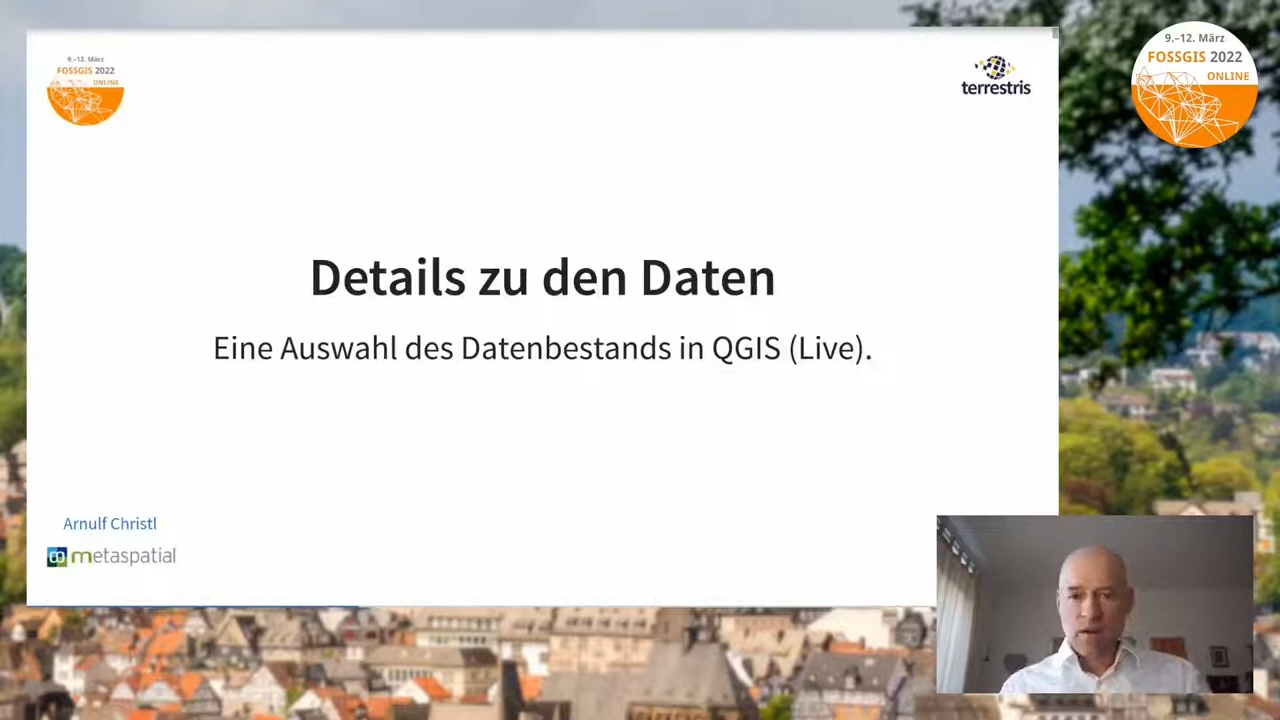 9.–12. März
FOSSGIS 2022
ONLINE
terrestris
9.–12. März
FOSSGIS 2022
ONLINE
Details zu den Daten
Eine Auswahl des Datenbestands in QGIS (Live).
Arnulf Christl
metaspatial